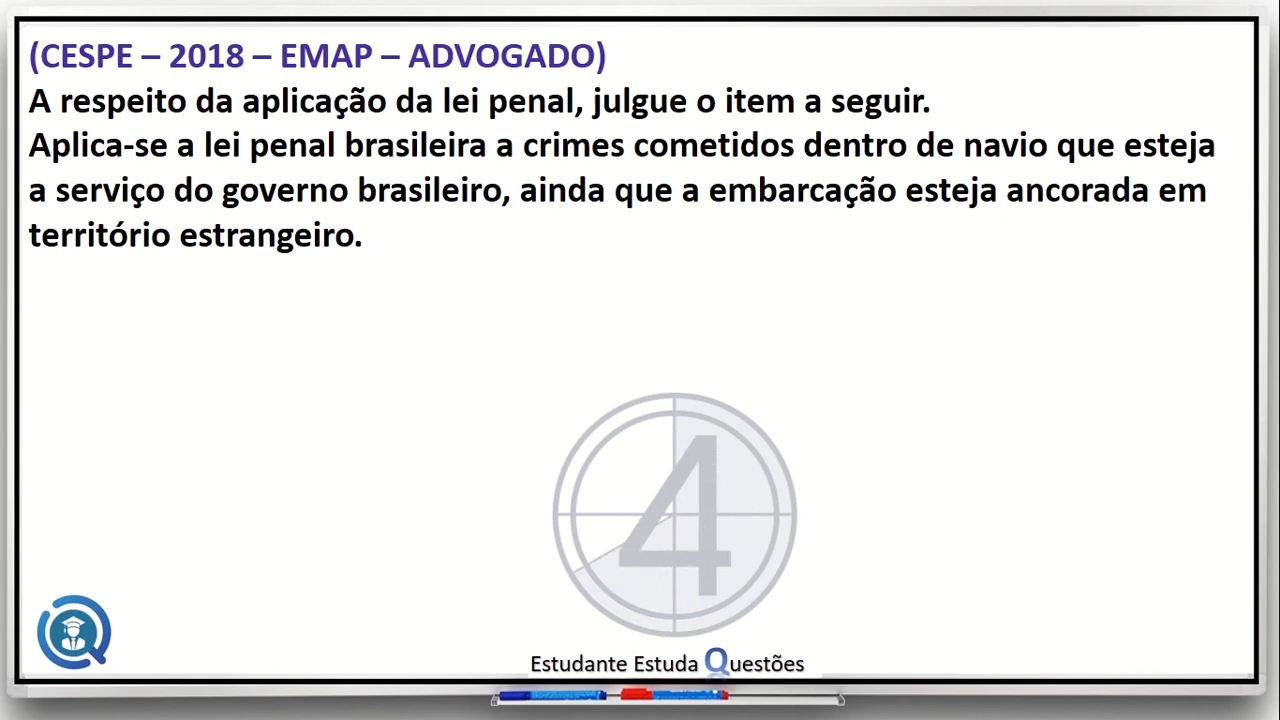 (CESPE – 2018 – EMAP – ADVOGADO)
A respeito da aplicação da lei penal, julgue o item a seguir.
Aplica-se a lei penal brasileira a crimes cometidos dentro de navio que esteja
a serviço do governo brasileiro, ainda que a embarcação esteja ancorada em
território estrangeiro.
4
Estudante Estuda Questões